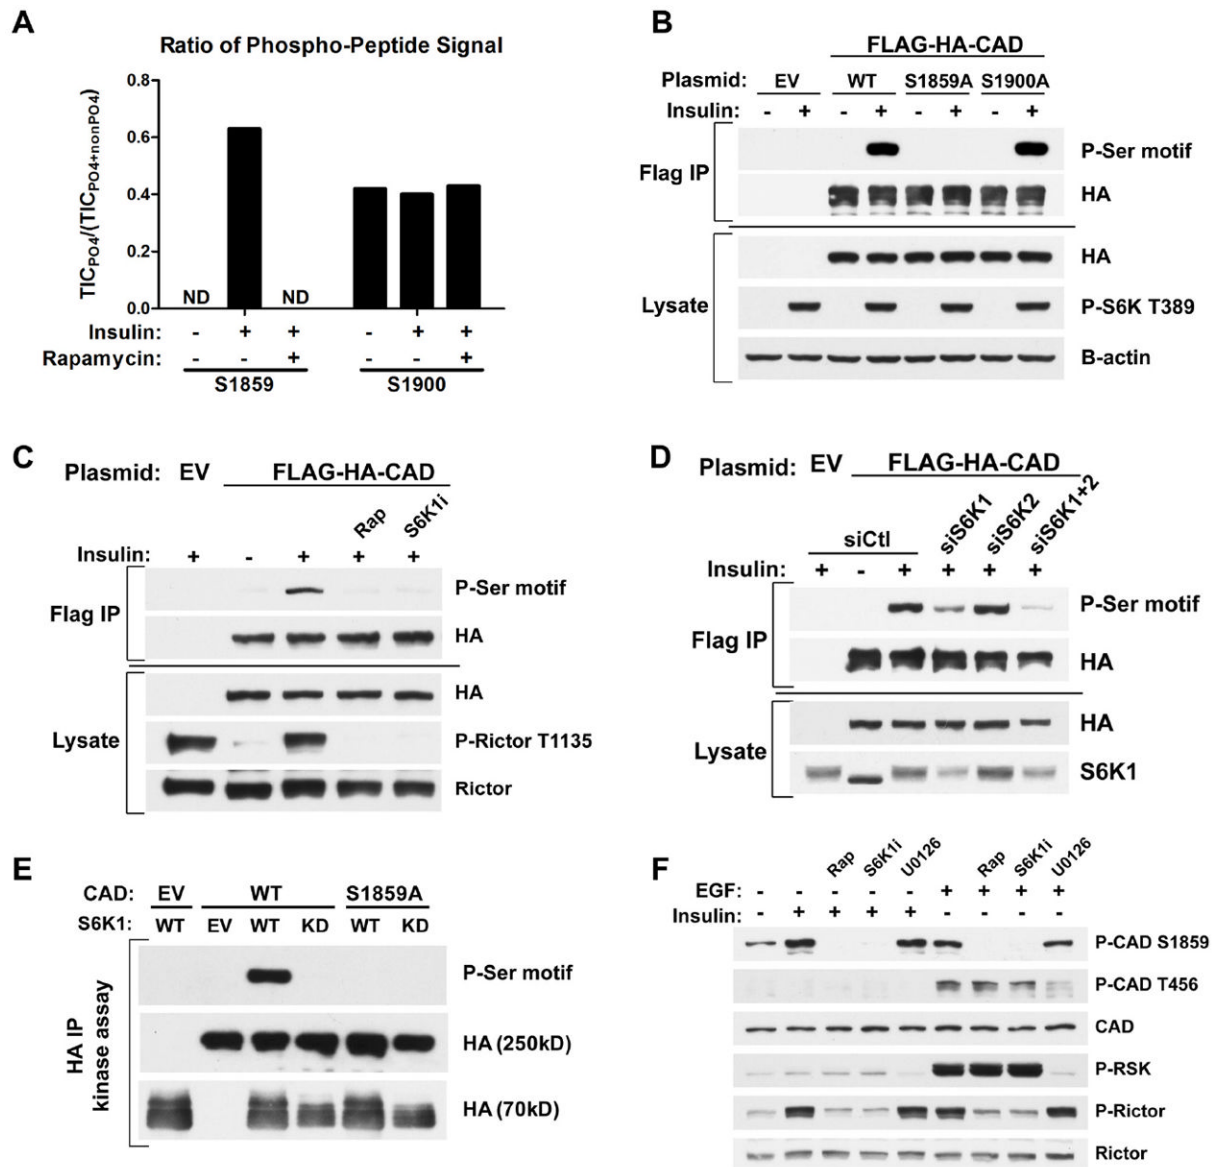 A
Ratio of Phospho-Peptide Signal
TICPO4/(TICPO4+nonPO4)
0.8
0.6
0.4
0.2
0.0
ND ND
Insulin: - + + - + +
Rapamycin: - - + - - +
S1859 S1900
B
FLAG-HA-CAD
Plasmid: EV WT S1859A S1900A
Insulin: - + - + - + - +
Flag IP
P-Ser motif
HA
Lysate
HA
P-S6K T389
B-actin
C
Plasmid: EV FLAG-HA-CAD
Rap S6K1i
Insulin: + - + + +
Flag IP
P-Ser motif
HA
Lysate
HA
P-Rictor T1135
Rictor
D
Plasmid: EV FLAG-HA-CAD
siCtl siS6K1 siS6K2 siS6K1+2
Insulin: + - + + + +
Flag IP
P-Ser motif
HA
Lysate
HA
S6K1
E
CAD: EV WT S1859A
S6K1: WT EV WT KD WT KD
HA IP
kinase assay
P-Ser motif
HA (250kD)
HA (70kD)
F
Rap S6K1i U0126 Rap S6K1i U0126
EGF: - - - - - + + + +
Insulin: - + + + + - - - -
P-CAD S1859
P-CAD T456
CAD
P-RSK
P-Rictor
Rictor